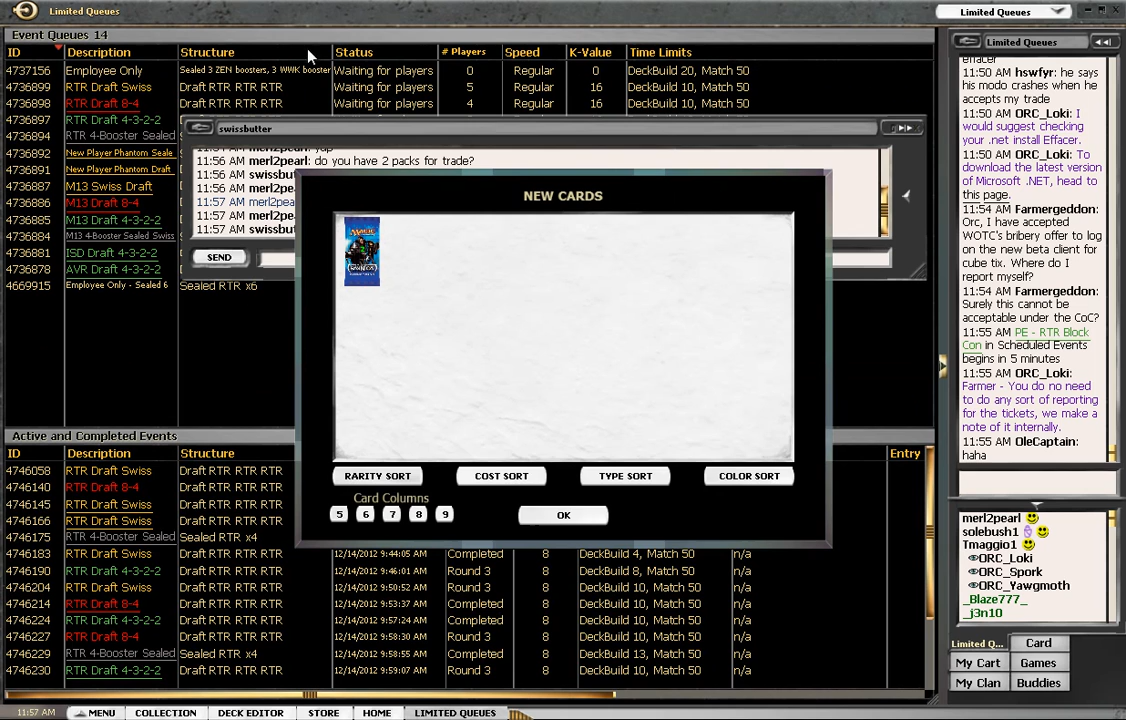 Limited Queues
Limited Queues
Event Queues 14
ID Description Structure Status # Players Speed K-Value Time Limits
4737156 Employee Only Sealed 3 ZEN boosters, 3 WWK booster Waiting for players 0 Regular 0 DeckBuild 20, Match 50
4736899 RTR Draft Swiss Draft RTR RTR RTR Waiting for players 5 Regular 16 DeckBuild 10, Match 50
4736898 RTR Draft 8-4 Draft RTR RTR RTR Waiting for players 4 Regular 16 DeckBuild 10, Match 50
4736897 RTR Draft 4-3-2-2
4736894 RTR 4-Booster Sealed
4736892 New Player Phantom Seale
4736891 New Player Phantom Draft
4736887 M13 Swiss Draft
4736886 M13 Draft 8-4
4736885 M13 Draft 4-3-2-2
4736884 M13 4-Booster Sealed Swiss
4736881 ISD Draft 4-3-2-2
4736878 AVR Draft 4-3-2-2
4669915 Employee Only - Sealed 6 Sealed RTR x6
swissbutter
11:56 AM merl2pearl: do you have 2 packs for trade?
11:56 AM swissbu
11:56 AM merl2pe
11:57 AM merl2pea
11:57 AM merl2pe
11:57 AM swissbut
SEND
NEW CARDS
MAGIC
RARITY SORT COST SORT TYPE SORT COLOR SORT
Card Columns
5 6 7 8 9 OK
Active and Completed Events
ID Description Structure Entry
4746058 RTR Draft Swiss Draft RTR RTR RTR
4746140 RTR Draft 8-4 Draft RTR RTR RTR
4746145 RTR Draft Swiss Draft RTR RTR RTR
4746166 RTR Draft Swiss Draft RTR RTR RTR
4746175 RTR 4-Booster Sealed Sealed RTR x4
4746183 RTR Draft Swiss Draft RTR RTR RTR 12/14/2012 9:44:05 AM Completed 8 DeckBuild 4, Match 50 n/a
4746190 RTR Draft 4-3-2-2 Draft RTR RTR RTR 12/14/2012 9:46:01 AM Round 3 8 DeckBuild 8, Match 50 n/a
4746204 RTR Draft Swiss Draft RTR RTR RTR 12/14/2012 9:50:52 AM Round 3 8 DeckBuild 10, Match 50 n/a
4746214 RTR Draft 8-4 Draft RTR RTR RTR 12/14/2012 9:53:37 AM Completed 8 DeckBuild 10, Match 50 n/a
4746224 RTR Draft 4-3-2-2 Draft RTR RTR RTR 12/14/2012 9:57:24 AM Completed 8 DeckBuild 10, Match 50 n/a
4746227 RTR Draft 8-4 Draft RTR RTR RTR 12/14/2012 9:58:30 AM Round 3 8 DeckBuild 10, Match 50 n/a
4746229 RTR 4-Booster Sealed Sealed RTR x4 12/14/2012 9:58:55 AM Completed 8 DeckBuild 13, Match 50 n/a
4746230 RTR Draft 4-3-2-2 Draft RTR RTR RTR 12/14/2012 9:59:07 AM Round 3 8 DeckBuild 10, Match 50 n/a
Limited Queues
11:50 AM hswfyr: he says
his modo crashes when he
accepts my trade
11:50 AM ORC_Loki: I
would suggest checking
your .net install Effacer.
11:50 AM ORC_Loki: To
download the latest version
of Microsoft .NET, head to
this page.
11:54 AM Farmergeddon:
Orc, I have accepted
WOTC's bribery offer to log
on the new beta client for
cube tix. Where do I
report myself?
11:54 AM Farmergeddon:
Surely this cannot be
acceptable under the CoC?
11:55 AM PE - RTR Block
Con in Scheduled Events
begins in 5 minutes
11:55 AM ORC_Loki:
Farmer - You do no need
to do any sort of reporting
for the tickets, we make a
note of it internally.
11:55 AM OleCaptain:
haha
merl2pearl
solebush1
Tmaggio1
ORC_Loki
ORC_Spork
ORC_Yawgmoth
_Blaze777_
_j3n10
Limited Q... Card
My Cart Games
My Clan Buddies
11:57 AM MENU COLLECTION DECK EDITOR STORE HOME LIMITED QUEUES